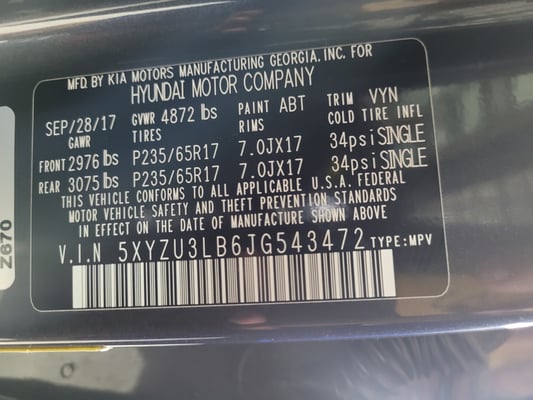 MFD. BY KIA MOTORS MANUFACTURING GEORGIA, INC. FOR
HYUNDAI MOTOR COMPANY
SEP/28/17 GVWR 4872 lbs PAINT ABT TRIM VYN
GAWR TIRES RIMS COLD TIRE INFL
FRONT 2976 lbs P235/65R17 7.0JX17 34psi SINGLE
REAR 3075 lbs P235/65R17 7.0JX17 34psi SINGLE
THIS VEHICLE CONFORMS TO ALL APPLICABLE U.S.A. FEDERAL
MOTOR VEHICLE SAFETY AND THEFT PREVENTION STANDARDS
IN EFFECT ON THE DATE OF MANUFACTURE SHOWN ABOVE
V.I.N 5XYZU3LB6JG543472 TYPE:MPV
Z670